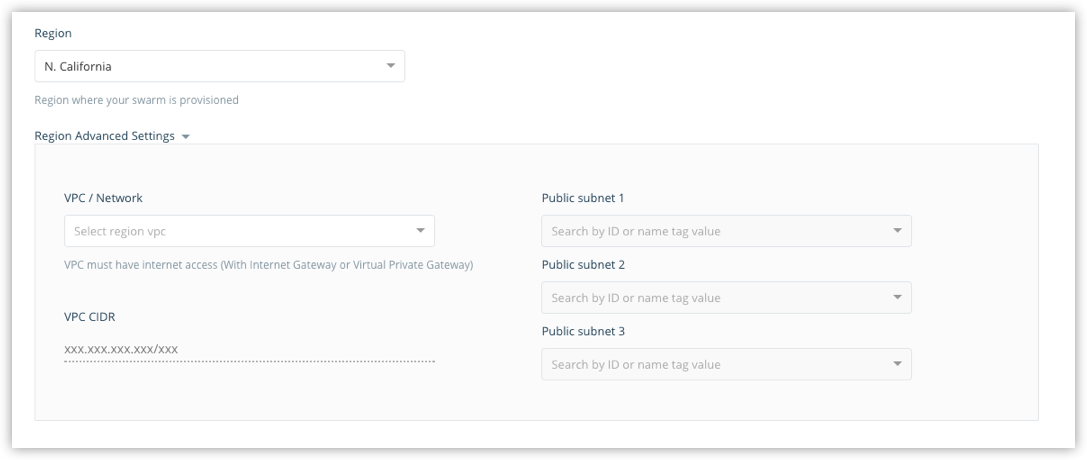 Region
N. California
Region where your swarm is provisioned
Region Advanced Settings
VPC / Network
Select region vpc
VPC must have internet access (With Internet Gateway or Virtual Private Gateway)
VPC CIDR
xxx.xxx.xxx.xxx/xxx
Public subnet 1
Search by ID or name tag value
Public subnet 2
Search by ID or name tag value
Public subnet 3
Search by ID or name tag value